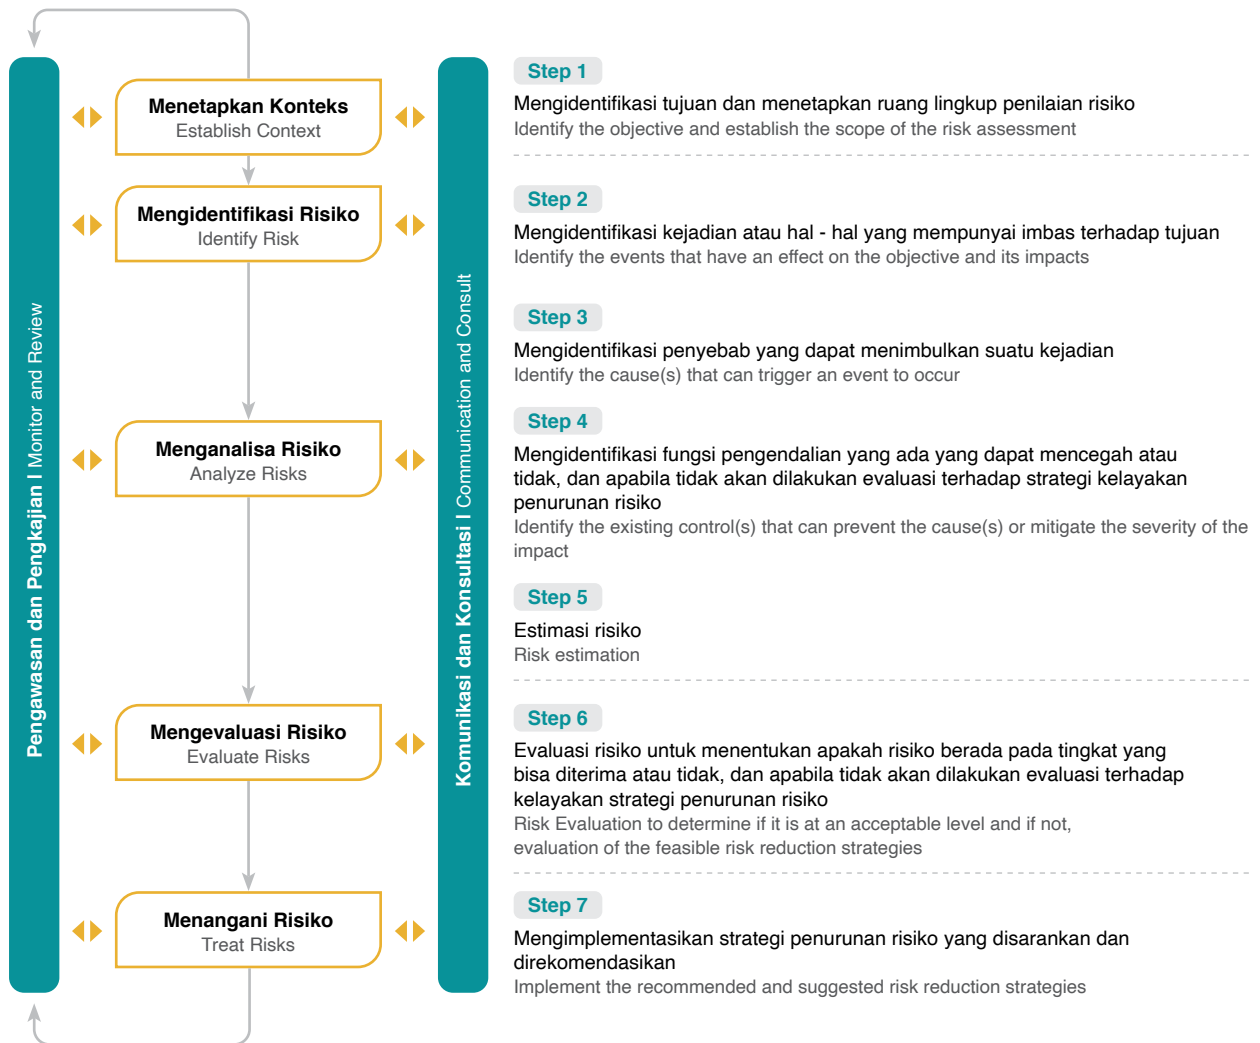 Pengawasan dan Pengkajian I Monitor and Review
Menetapkan Konteks
Establish Context
Mengidentifikasi Risiko
Identify Risk
Menganalisa Risiko
Analyze Risks
Mengevaluasi Risiko
Evaluate Risks
Menangani Risiko
Treat Risks
Komunikasi dan Konsultasi I Communication and Consult
Step 1
Mengidentifikasi tujuan dan menetapkan ruang lingkup penilaian risiko
Identify the objective and establish the scope of the risk assessment
Step 2
Mengidentifikasi kejadian atau hal - hal yang mempunyai imbas terhadap tujuan
Identify the events that have an effect on the objective and its impacts
Step 3
Mengidentifikasi penyebab yang dapat menimbulkan suatu kejadian
Identify the cause(s) that can trigger an event to occur
Step 4
Mengidentifikasi fungsi pengendalian yang ada yang dapat mencegah atau
tidak, dan apabila tidak akan dilakukan evaluasi terhadap strategi kelayakan
penurunan risiko
Identify the existing control(s) that can prevent the cause(s) or mitigate the severity of the
impact
Step 5
Estimasi risiko
Risk estimation
Step 6
Evaluasi risiko untuk menentukan apakah risiko berada pada tingkat yang
bisa diterima atau tidak, dan apabila tidak akan dilakukan evaluasi terhadap
kelayakan strategi penurunan risiko
Risk Evaluation to determine if it is at an acceptable level and if not,
evaluation of the feasible risk reduction strategies
Step 7
Mengimplementasikan strategi penurunan risiko yang disarankan dan
direkomendasikan
Implement the recommended and suggested risk reduction strategies